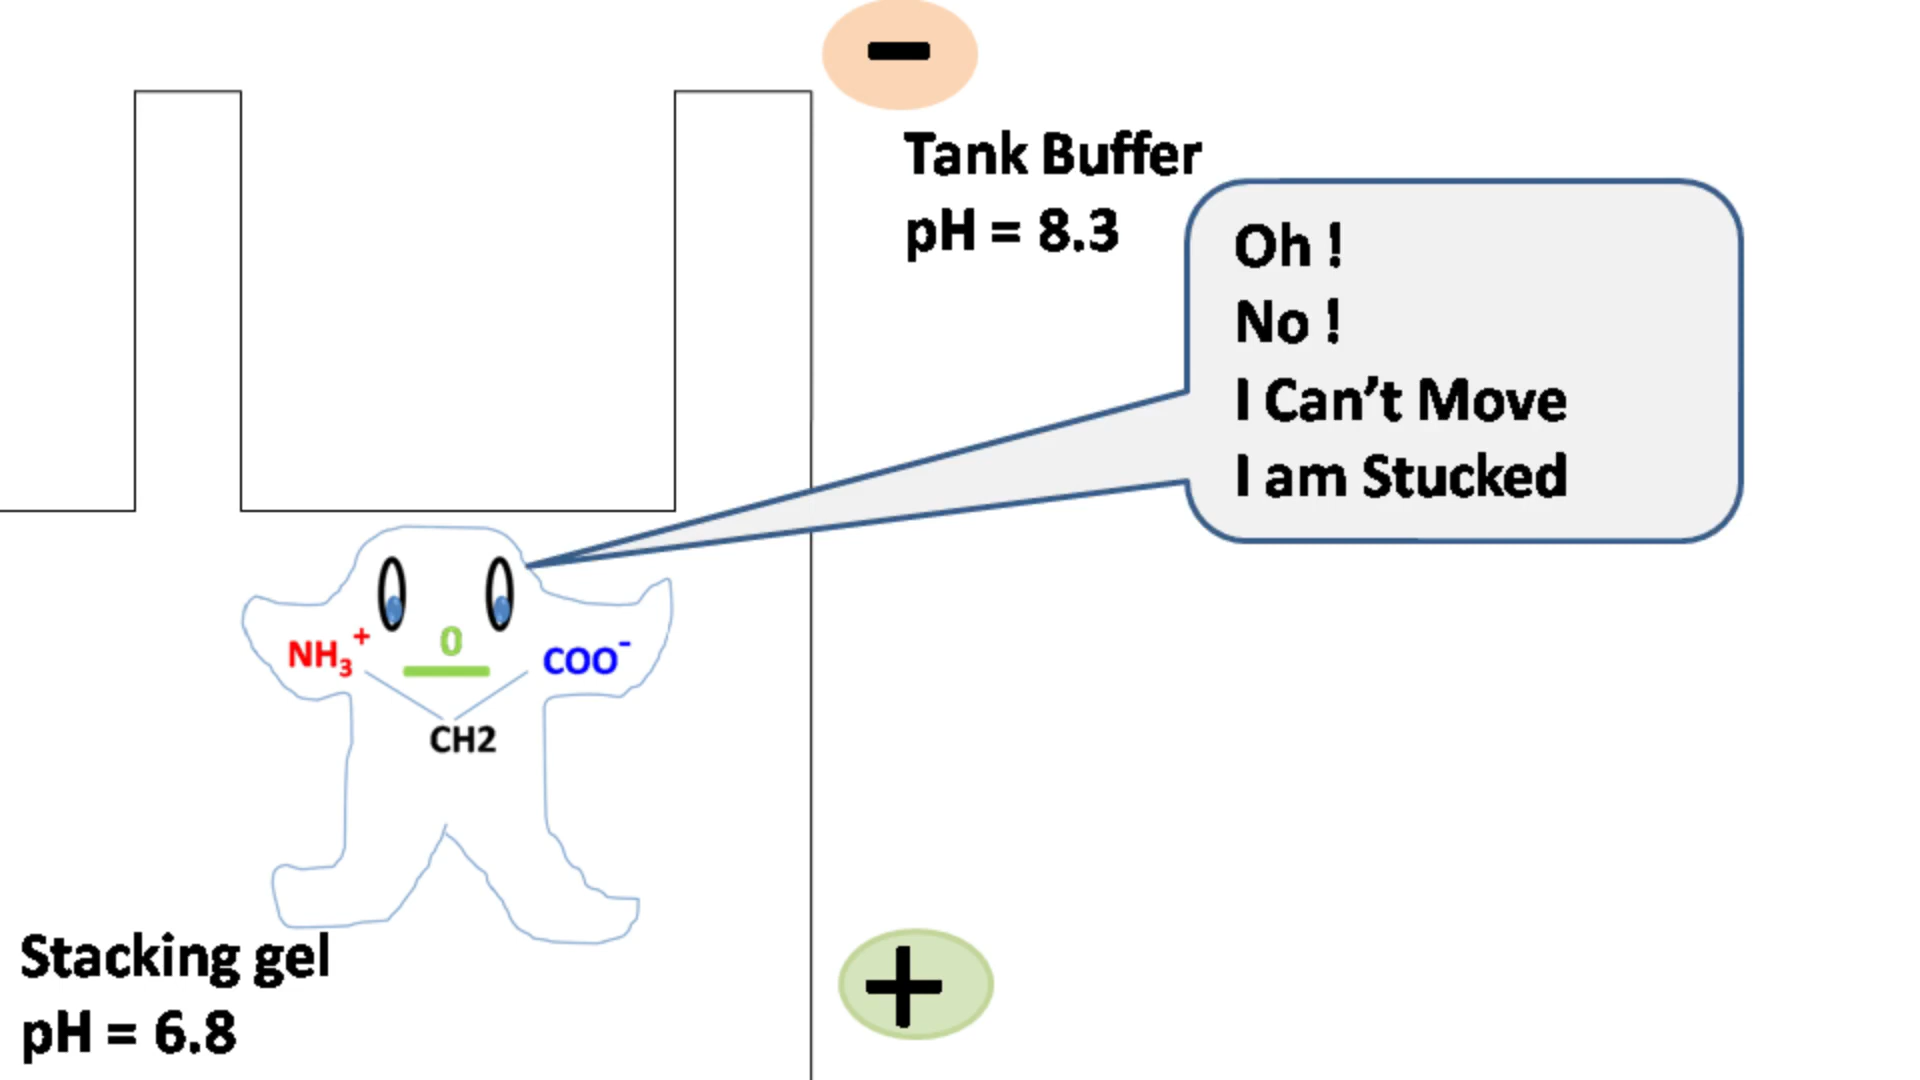 −
Tank Buffer
pH = 8.3
Oh !
No !
I Can't Move
I am Stucked
0
NH3+
COO-
CH2
Stacking gel
pH = 6.8
+